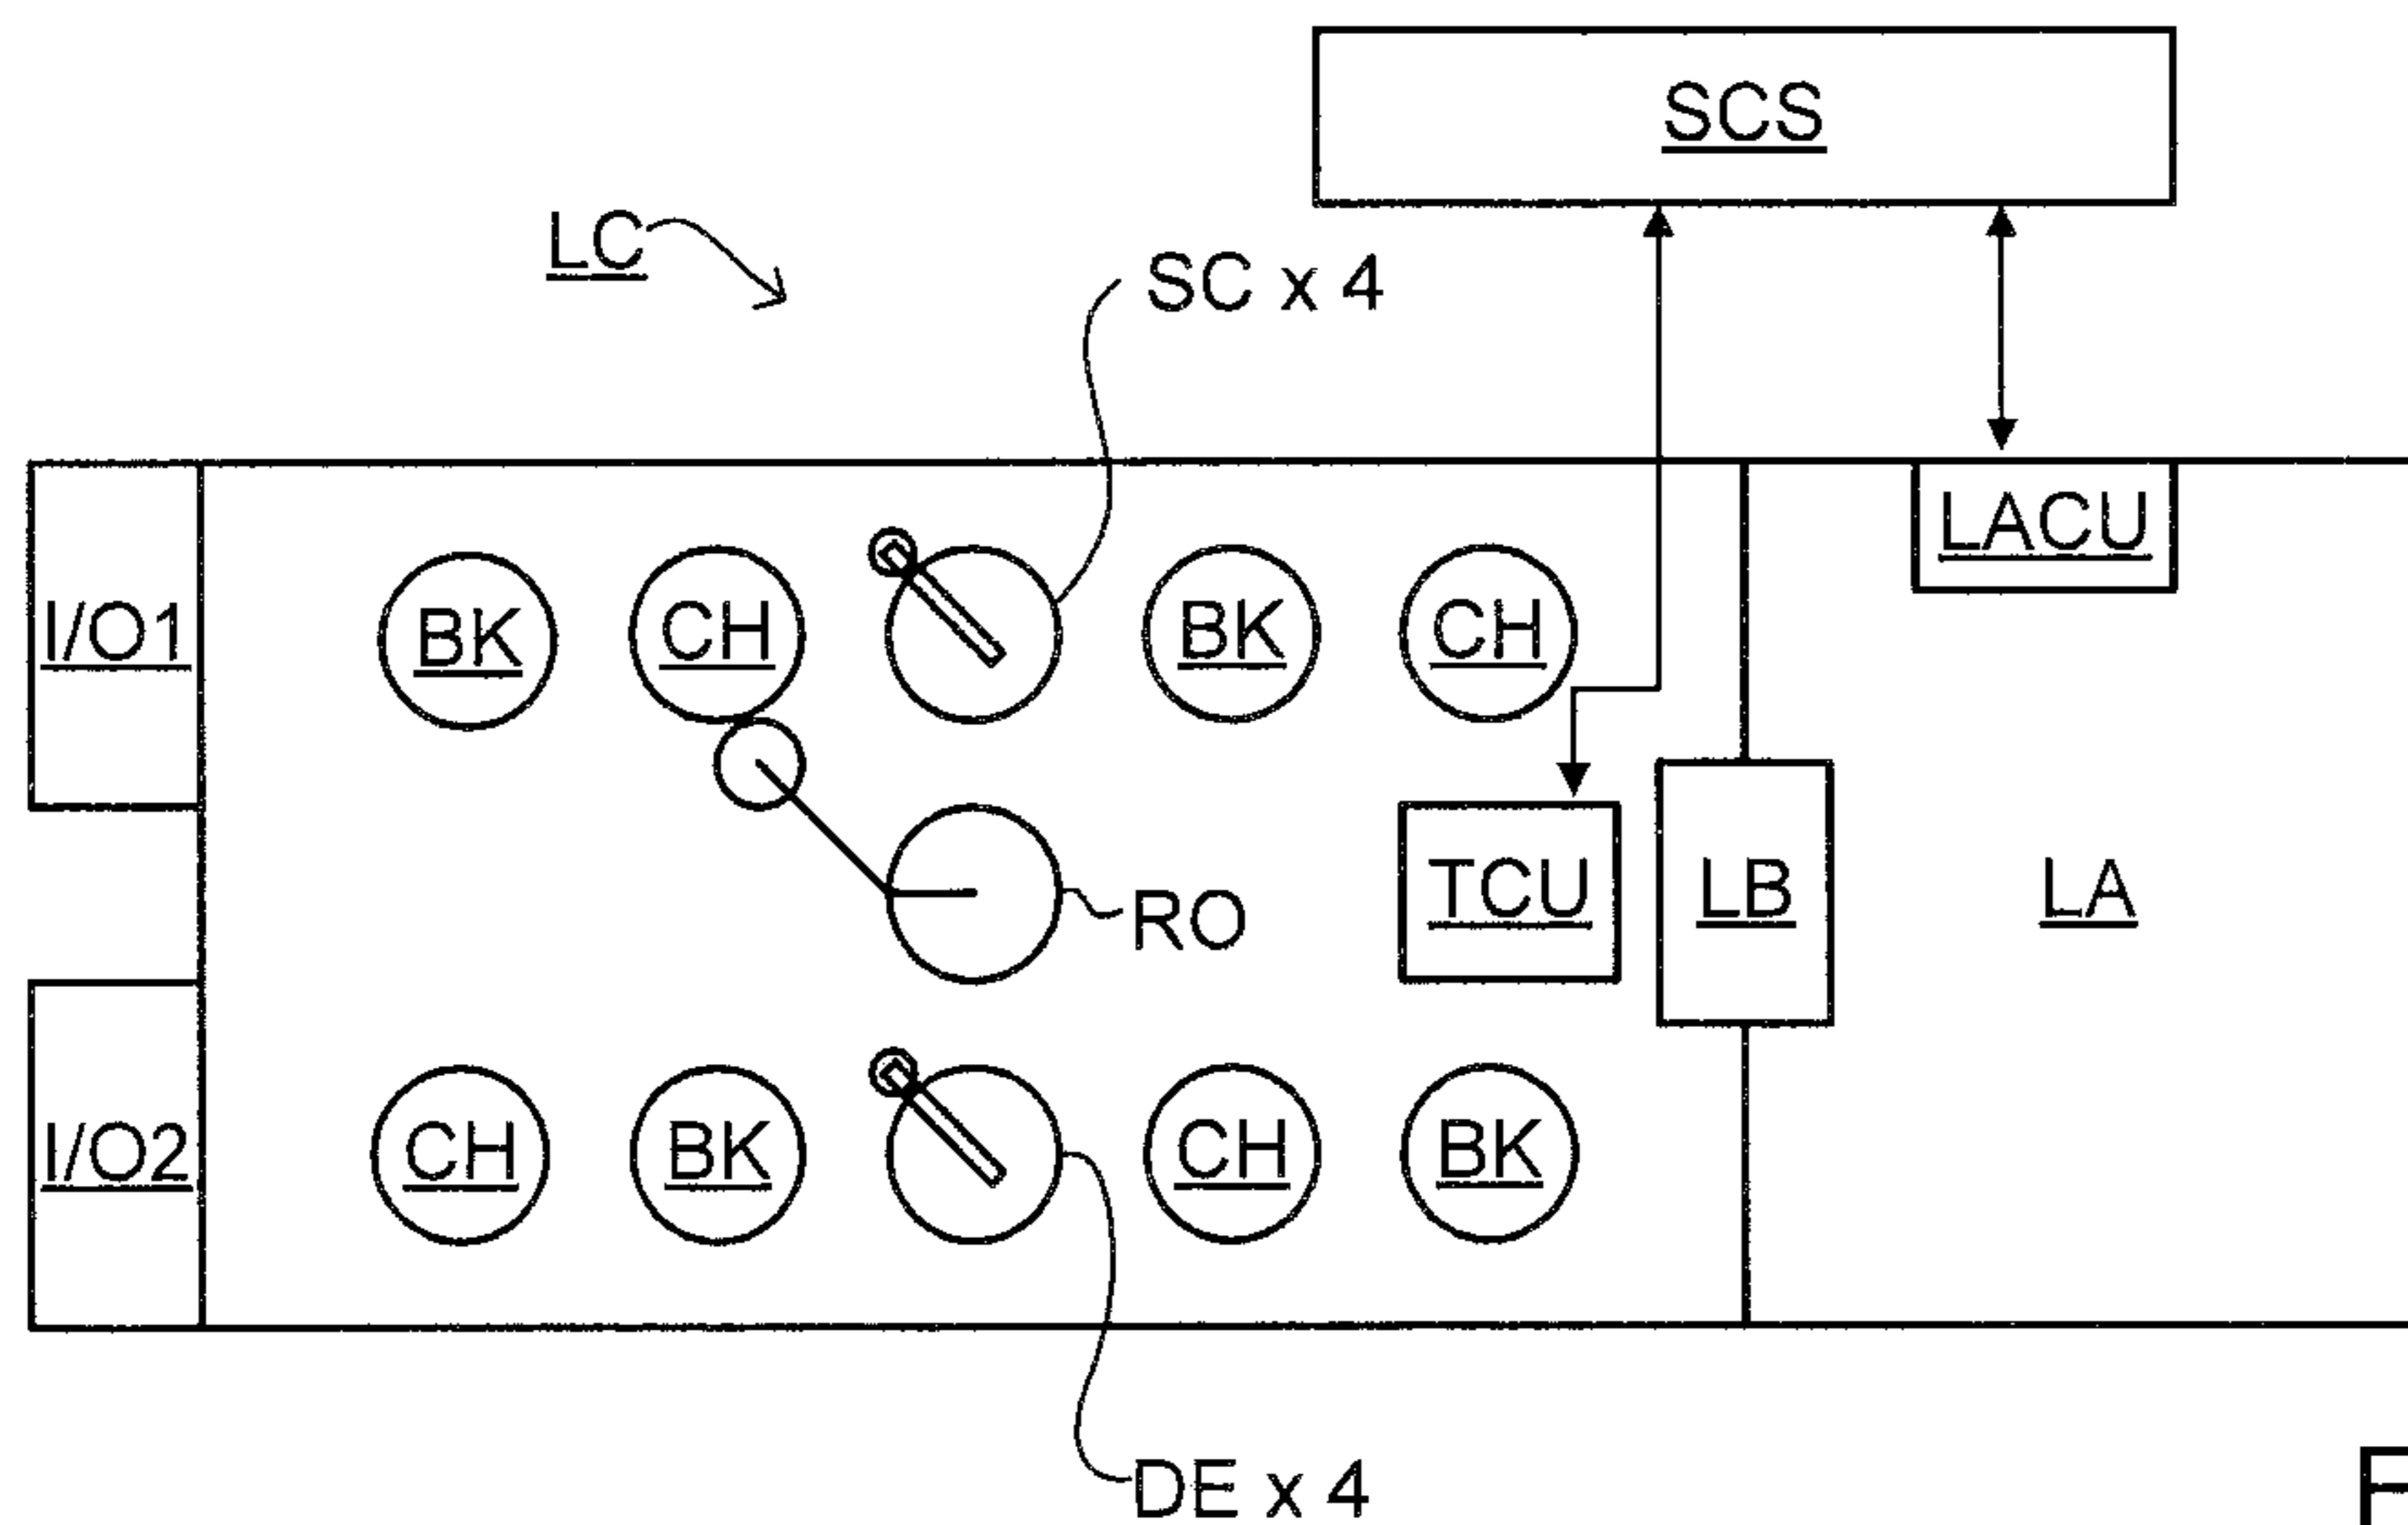 SCS
LC
SC x 4
LACU
I/O1
BK
CH
BK
CH
TCU
LB
LA
RO
I/O2
CH
BK
CH
BK
DE x 4
F